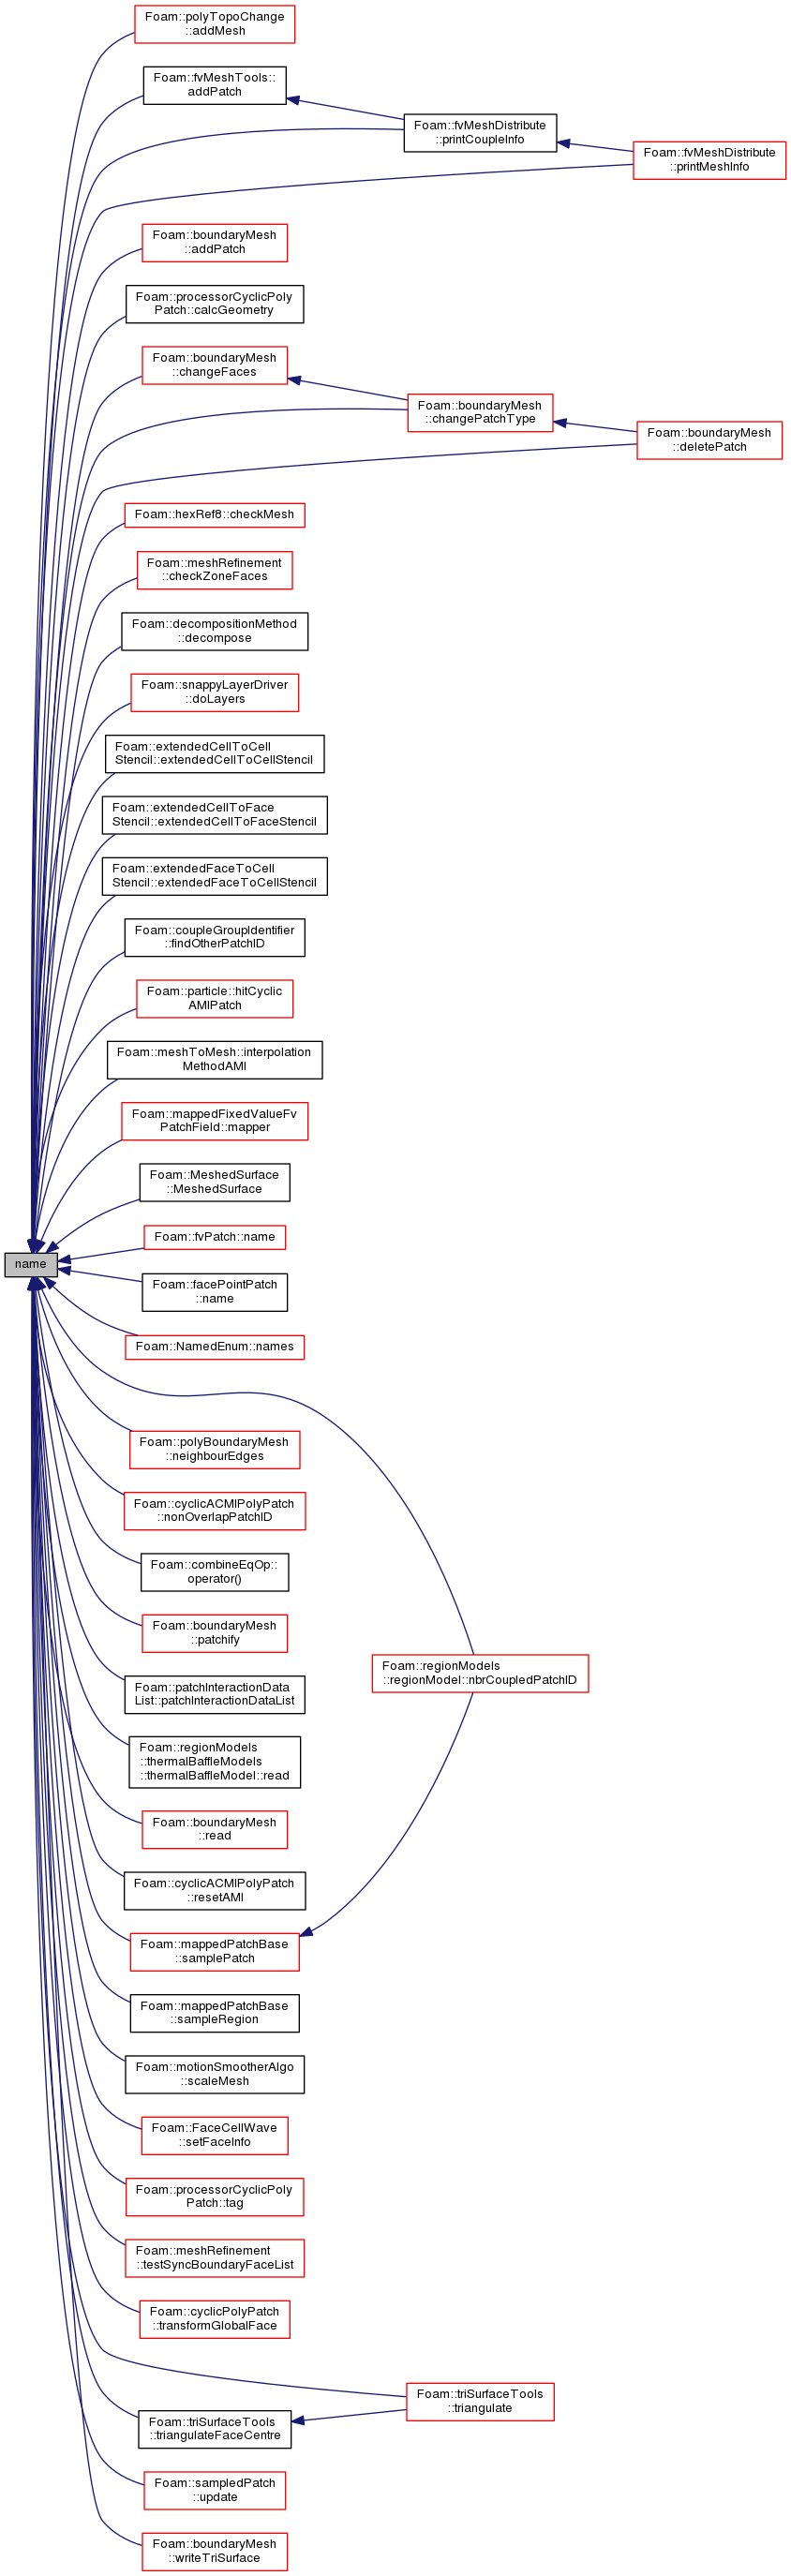 Foam::polyTopoChange
::addMesh
Foam::fvMeshTools::
addPatch
Foam::fvMeshDistribute
::printCoupleInfo
Foam::fvMeshDistribute
::printMeshInfo
Foam::boundaryMesh
::addPatch
Foam::processorCyclicPoly
Patch::calcGeometry
Foam::boundaryMesh
::changeFaces
Foam::boundaryMesh
::changePatchType
Foam::boundaryMesh
::deletePatch
Foam::hexRef8::checkMesh
Foam::meshRefinement
::checkZoneFaces
Foam::decompositionMethod
::decompose
Foam::snappyLayerDriver
::doLayers
Foam::extendedCellToCell
Stencil::extendedCellToCellStencil
Foam::extendedCellToFace
Stencil::extendedCellToFaceStencil
Foam::extendedFaceToCell
Stencil::extendedFaceToCellStencil
Foam::coupleGroupIdentifier
::findOtherPatchID
Foam::particle::hitCyclic
AMIPatch
Foam::meshToMesh::interpolation
MethodAMI
Foam::mappedFixedValueFv
PatchField::mapper
Foam::MeshedSurface
::MeshedSurface
Foam::fvPatch::name
name
Foam::facePointPatch
::name
Foam::NamedEnum::names
Foam::polyBoundaryMesh
::neighbourEdges
Foam::cyclicACMIPolyPatch
::nonOverlapPatchID
Foam::combineEqOp::
operator()
Foam::boundaryMesh
::patchify
Foam::regionModels
::regionModel::nbrCoupledPatchID
Foam::patchInteractionData
List::patchInteractionDataList
Foam::regionModels
::thermalBaffleModels
::thermalBaffleModel::read
Foam::boundaryMesh
::read
Foam::cyclicACMIPolyPatch
::resetAMI
Foam::mappedPatchBase
::samplePatch
Foam::mappedPatchBase
::sampleRegion
Foam::motionSmootherAlgo
::scaleMesh
Foam::FaceCellWave
::setFaceInfo
Foam::processorCyclicPoly
Patch::tag
Foam::meshRefinement
::testSyncBoundaryFaceList
Foam::cyclicPolyPatch
::transformGlobalFace
Foam::triSurfaceTools
::triangulate
Foam::triSurfaceTools
::triangulateFaceCentre
Foam::sampledPatch
::update
Foam::boundaryMesh
::writeTriSurface